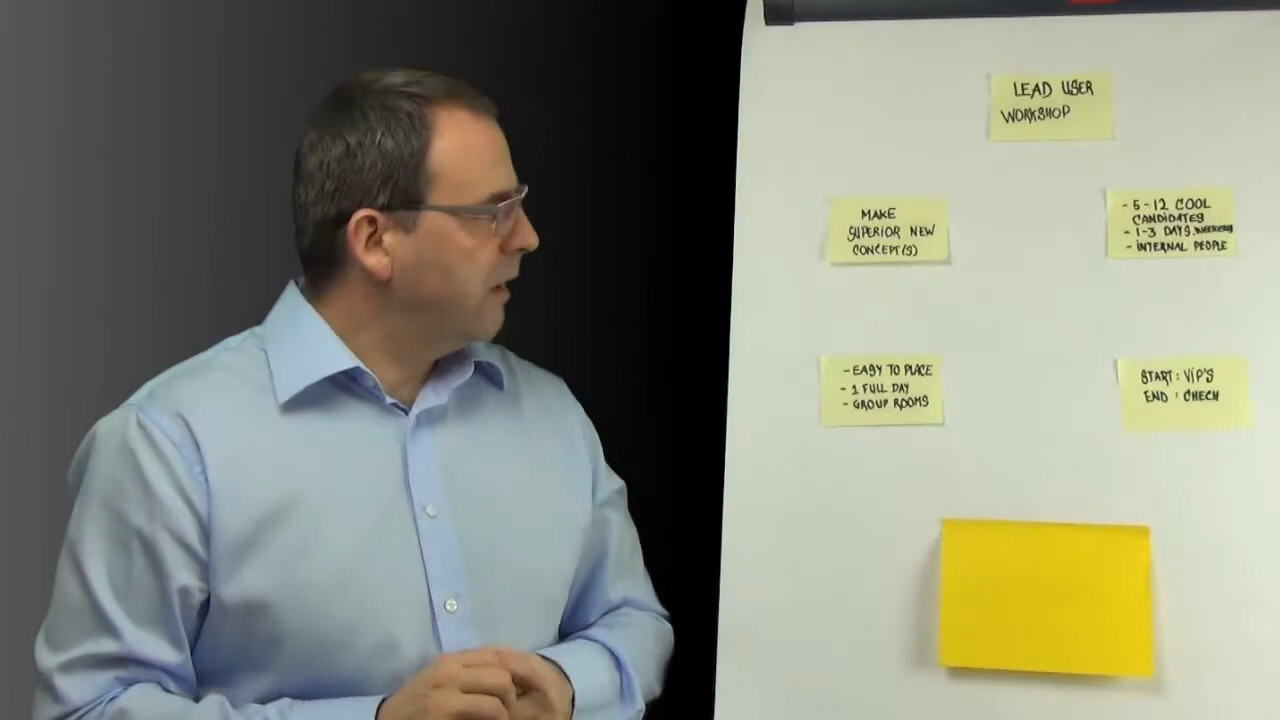 LEAD USER
WORKSHOP
MAKE
SUPERIOR NEW
CONCEPT(S)
- 5-12 COOL
CANDIDATES
- 1-3 DAYS, WEEKEND
- INTERNAL PEOPLE
- EASY TO PLACE
- 1 FULL DAY
- GROUP ROOMS
START: VIP'S
END: CHECK